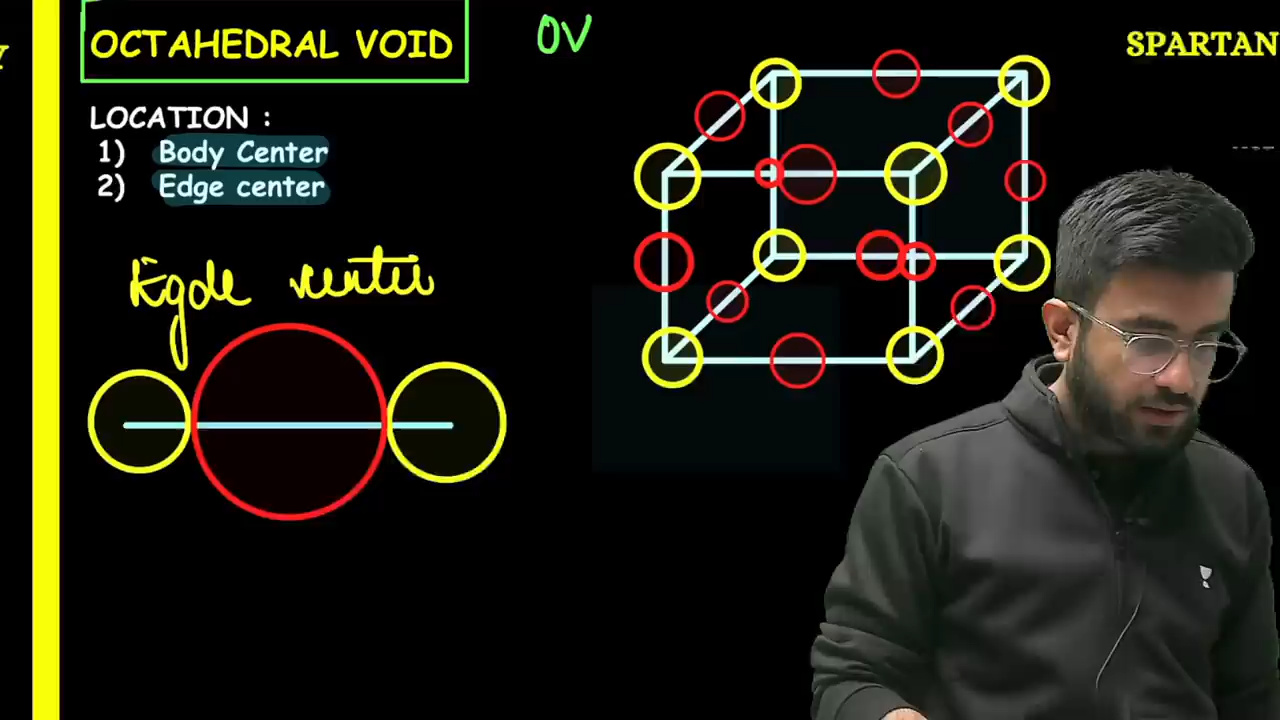 OCTAHEDRAL VOID
OV
SPARTAN
LOCATION :
1) Body Center
2) Edge center